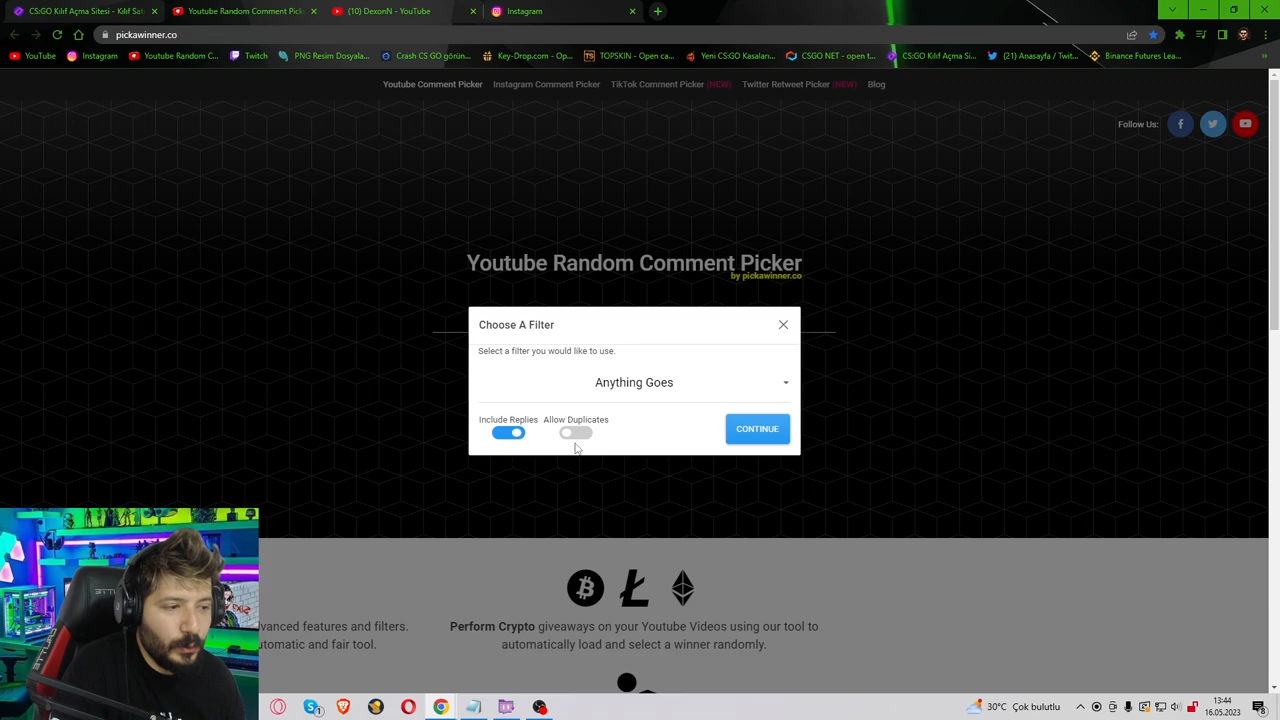 CS:GO Kılıf Açma Sitesi - Kılıf Sat
Youtube Random Comment Picker
(10) DexonN - YouTube
Instagram
pickawinner.co
YouTube
Instagram
Youtube Random C...
Twitch
PNG Resim Dosyala...
Crash CS GO görün...
Key-Drop.com - Op...
TOPSKIN - Open ca...
Yeni CS:GO Kasaları...
CSGO NET - open t...
CS:GO Kılıf Açma Si...
(21) Anasayfa / Twit...
Binance Futures Lea...
Youtube Comment Picker
Instagram Comment Picker
TikTok Comment Picker (NEW)
Twitter Retweet Picker (NEW)
Blog
Follow Us:
Youtube Random Comment Picker
by pickawinner.co
Choose A Filter
Select a filter you would like to use.
Anything Goes
Include Replies
Allow Duplicates
CONTINUE
vanced features and filters.
utomatic and fair tool.
Perform Crypto giveaways on your Youtube Videos using our tool to
automatically load and select a winner randomly.
30°C Çok bulutlu
13:44
16.05.2023
8